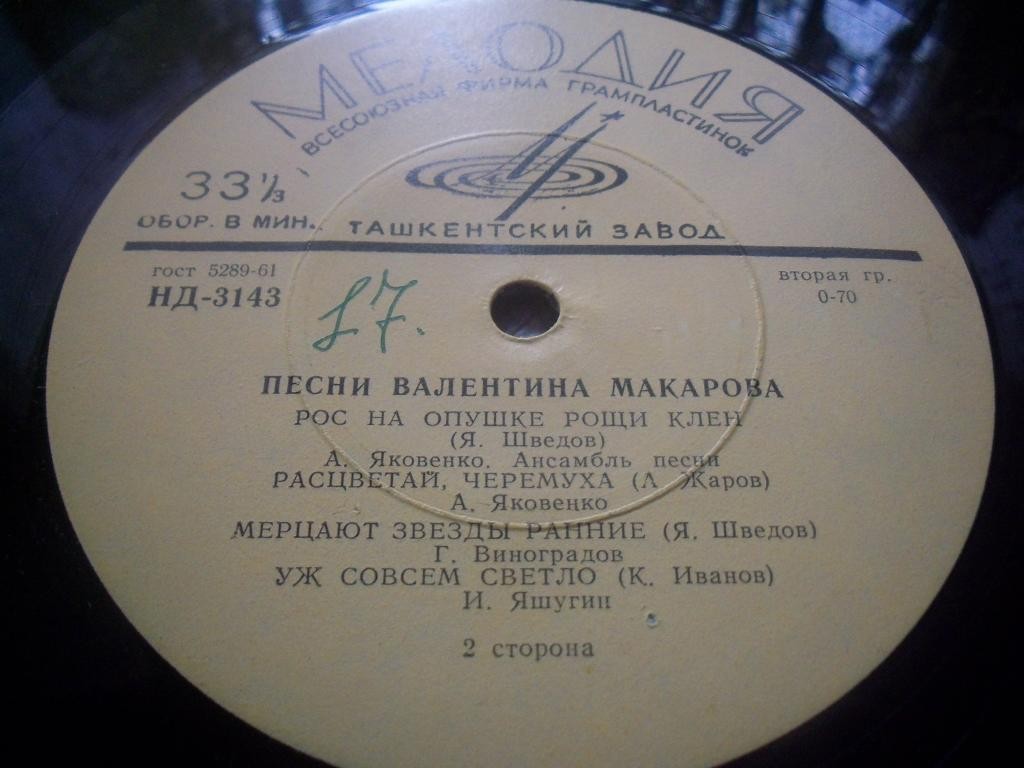 МЕЛОДИЯ
ВСЕСОЮЗНАЯ ФИРМА ГРАМПЛАСТИНОК
33 1/3
ОБОР. В МИН.
ТАШКЕНТСКИЙ ЗАВОД
гост 5289-61
НД-3143
вторая гр.
0-70
17.
ПЕСНИ ВАЛЕНТИНА МАКАРОВА
РОС НА ОПУШКЕ РОЩИ КЛЕН
(Я. Шведов)
А. Яковенко. Ансамбль песни
РАСЦВЕТАЙ, ЧЕРЕМУХА (А Жаров)
А. Яковенко
МЕРЦАЮТ ЗВЕЗДЫ РАННИЕ (Я. Шведов)
Г. Виноградов
УЖ СОВСЕМ СВЕТЛО (К. Иванов)
И. Яшугин
2 сторона